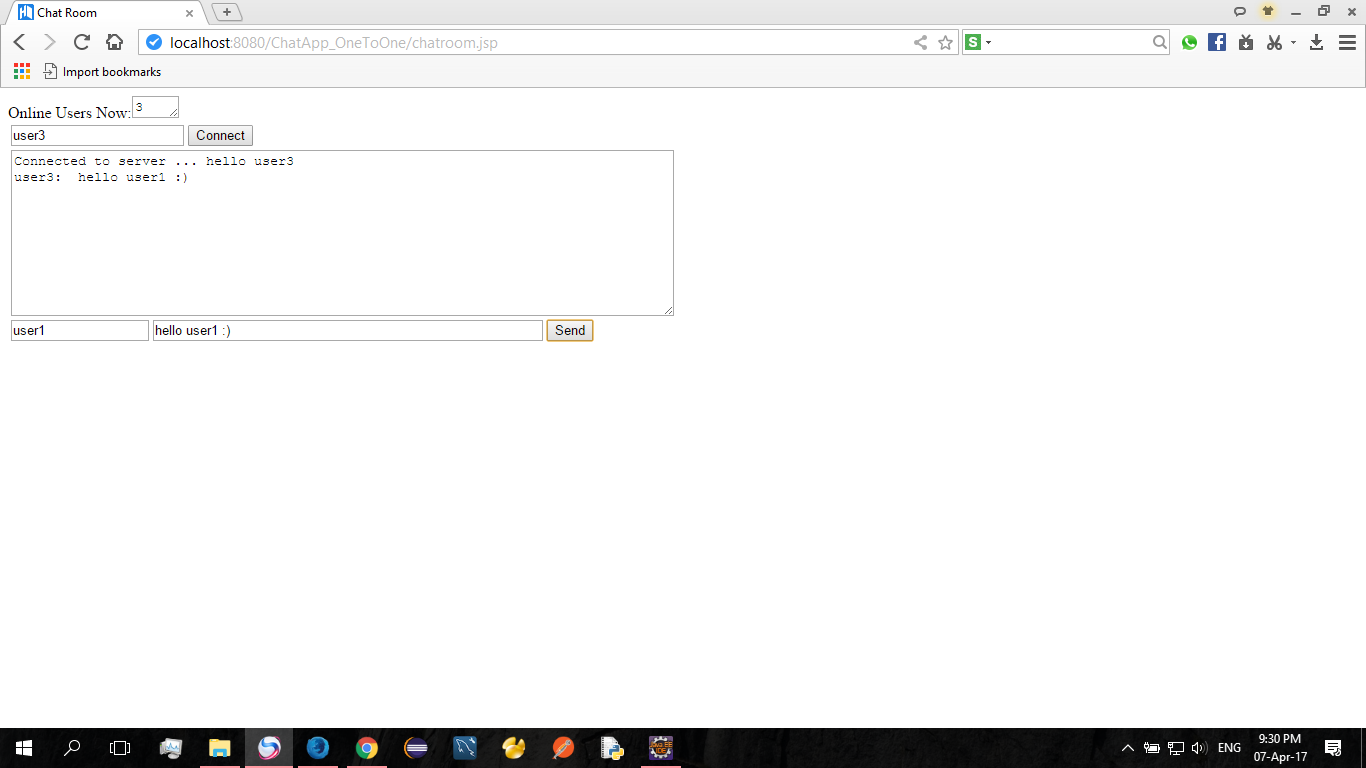 Chat Room
localhost:8080/ChatApp_OneToOne/chatroom.jsp
S
Import bookmarks
Online Users Now: 3
user3 Connect
Connected to server ... hello user3
user3:  hello user1 :)
user1 hello user1 :) Send
ENG
9:30 PM
07-Apr-17